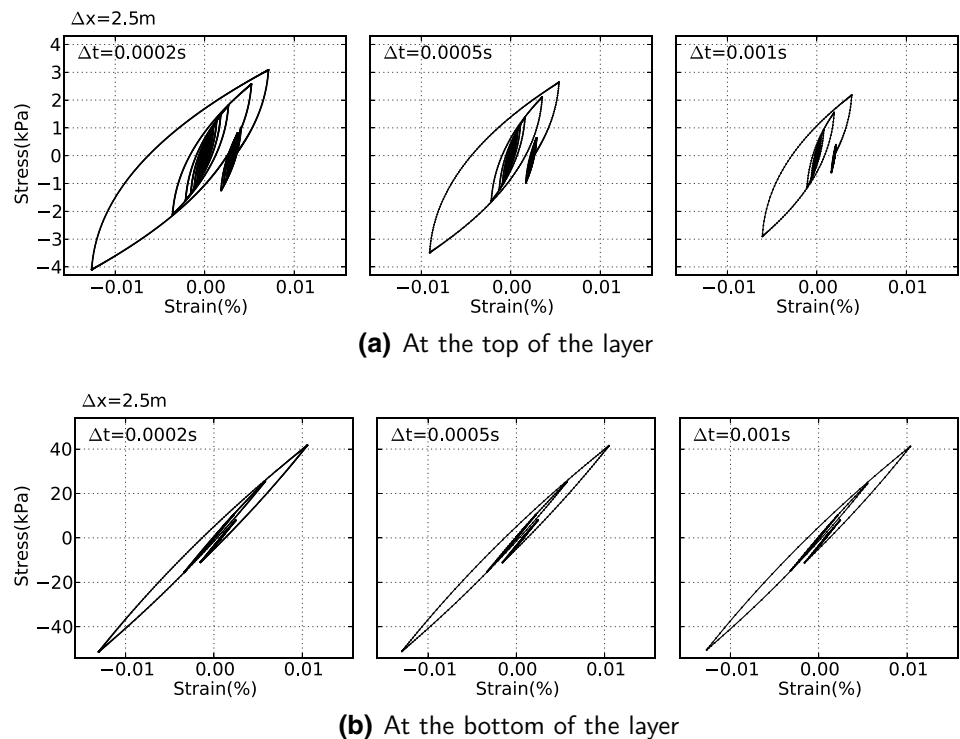 Δx=2.5m
Δt=0.0002s
Δt=0.0005s
Δt=0.001s
Stress(kPa)
4
3
2
1
0
−1
−2
−3
−4
−0.01 0.00 0.01
−0.01 0.00 0.01
−0.01 0.00 0.01
Strain(%)
Strain(%)
Strain(%)
(a) At the top of the layer
Δx=2.5m
Δt=0.0002s
Δt=0.0005s
Δt=0.001s
Stress(kPa)
40
20
0
−20
−40
−0.01 0.00 0.01
−0.01 0.00 0.01
−0.01 0.00 0.01
Strain(%)
Strain(%)
Strain(%)
(b) At the bottom of the layer